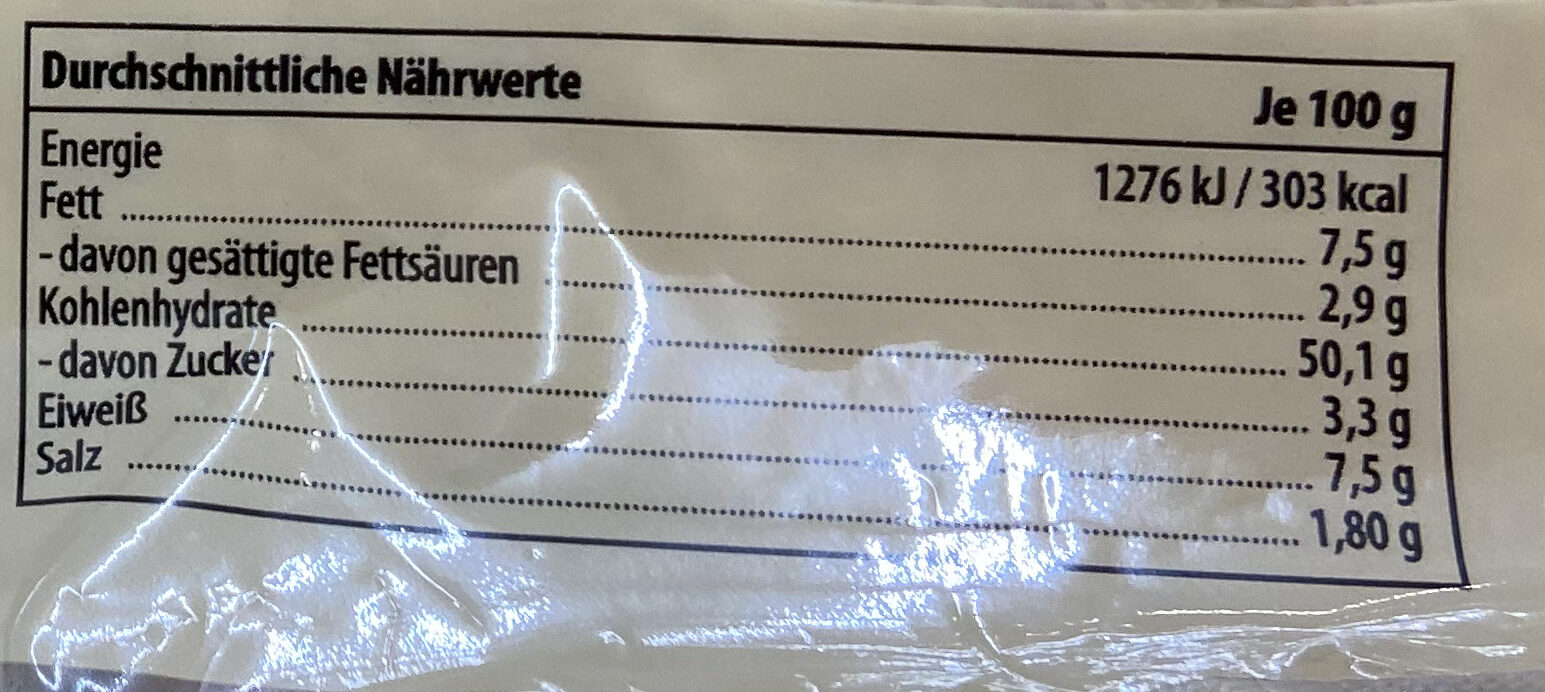 Durchschnittliche Nährwerte Je 100 g
Energie 1276 kJ / 303 kcal
Fett 7,5 g
- davon gesättigte Fettsäuren 2,9 g
Kohlenhydrate 50,1 g
- davon Zucker 3,3 g
Eiweiß 7,5 g
Salz 1,80 g